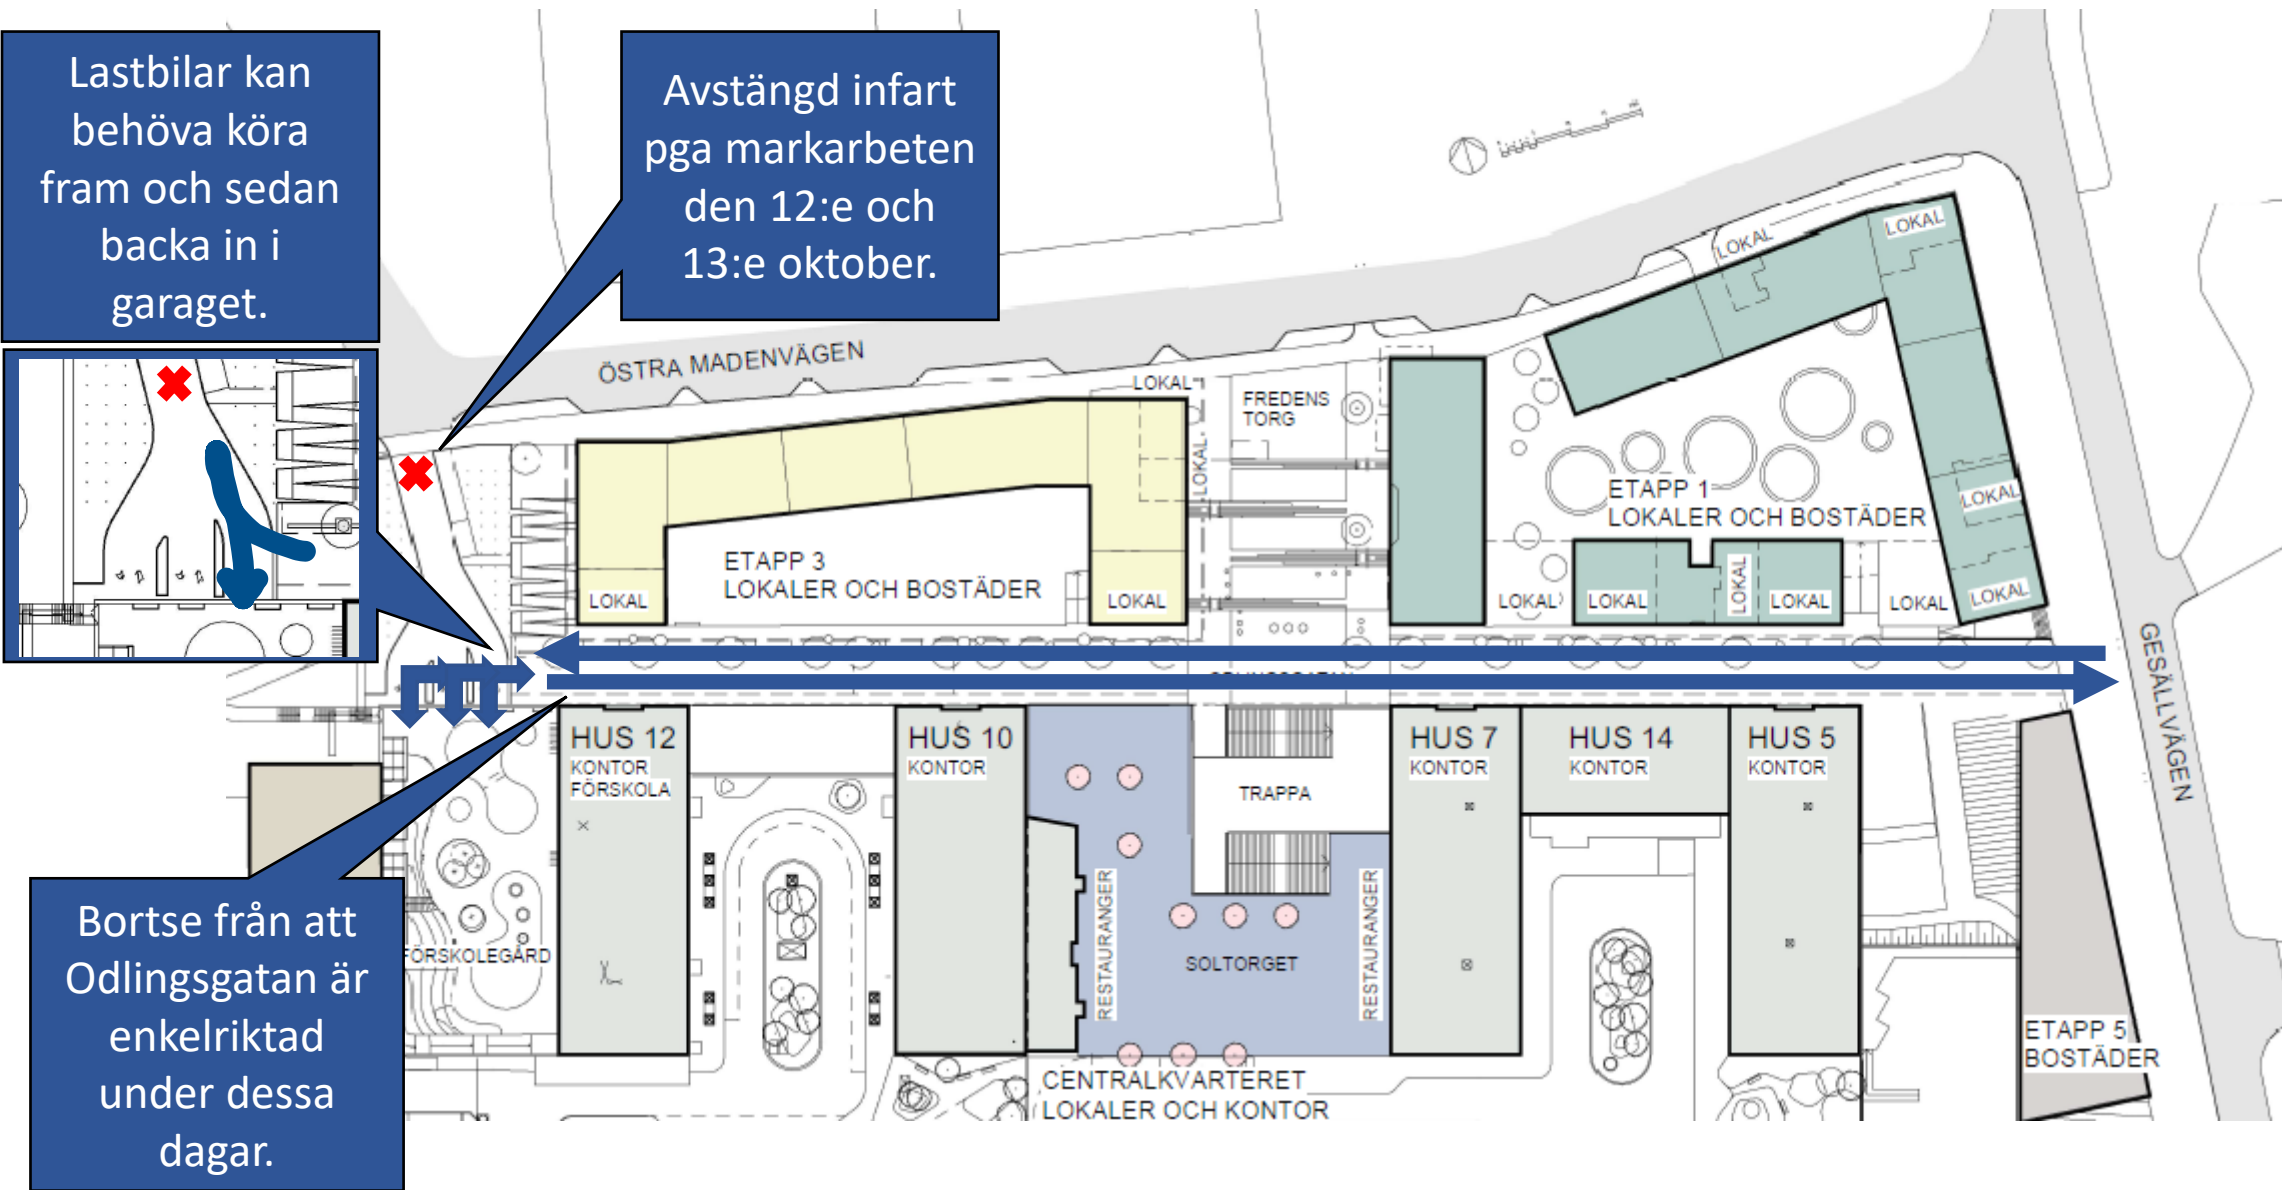 Lastbilar kan
behöva köra
fram och sedan
backa in i
garaget.
Avstängd infart
pga markarbeten
den 12:e och
13:e oktober.
ÖSTRA MADENVÄGEN
LOKAL
LOKAL
LOKAL
FREDENS
TORG
LOKAL
ETAPP 1
LOKALER OCH BOSTÄDER
LOKAL
ETAPP 3
LOKALER OCH BOSTÄDER
LOKAL
LOKAL
LOKAL
LOKAL
LOKAL
LOKAL
LOKAL
LOKAL
GESÄLLVÄGEN
HUS 12
KONTOR
FÖRSKOLA
HUS 10
KONTOR
HUS 7
KONTOR
HUS 14
KONTOR
HUS 5
KONTOR
TRAPPA
RESTAURANGER
RESTAURANGER
SOLTORGET
FÖRSKOLEGÅRD
Bortse från att
Odlingsgatan är
enkelriktad
under dessa
dagar.
ETAPP 5
BOSTÄDER
CENTRALKVARTERET
LOKALER OCH KONTOR